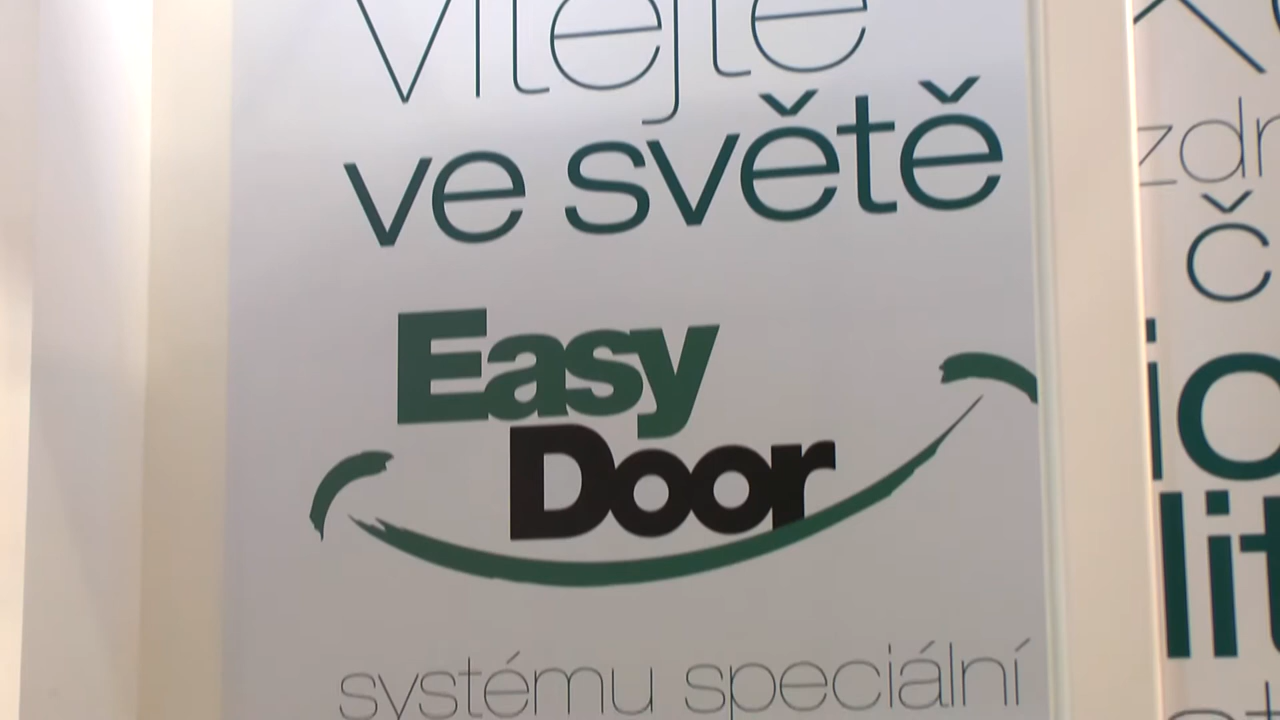 Vítejte
ve světě
Easy
Door
systému speciální